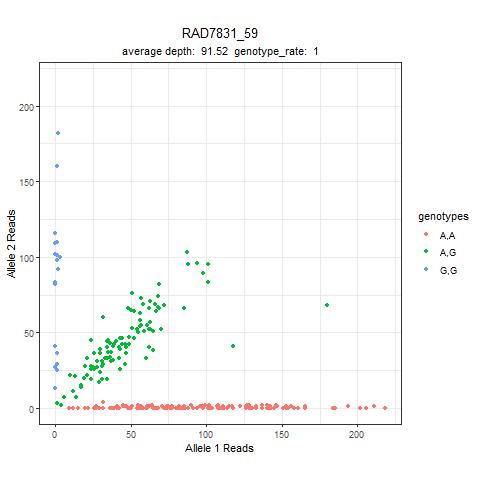 RAD7831_59
average depth: 91.52 genotype_rate: 1
Allele 2 Reads
200
150
100
50
0
0 50 100 150 200
Allele 1 Reads
genotypes
A,A
A,G
G,G